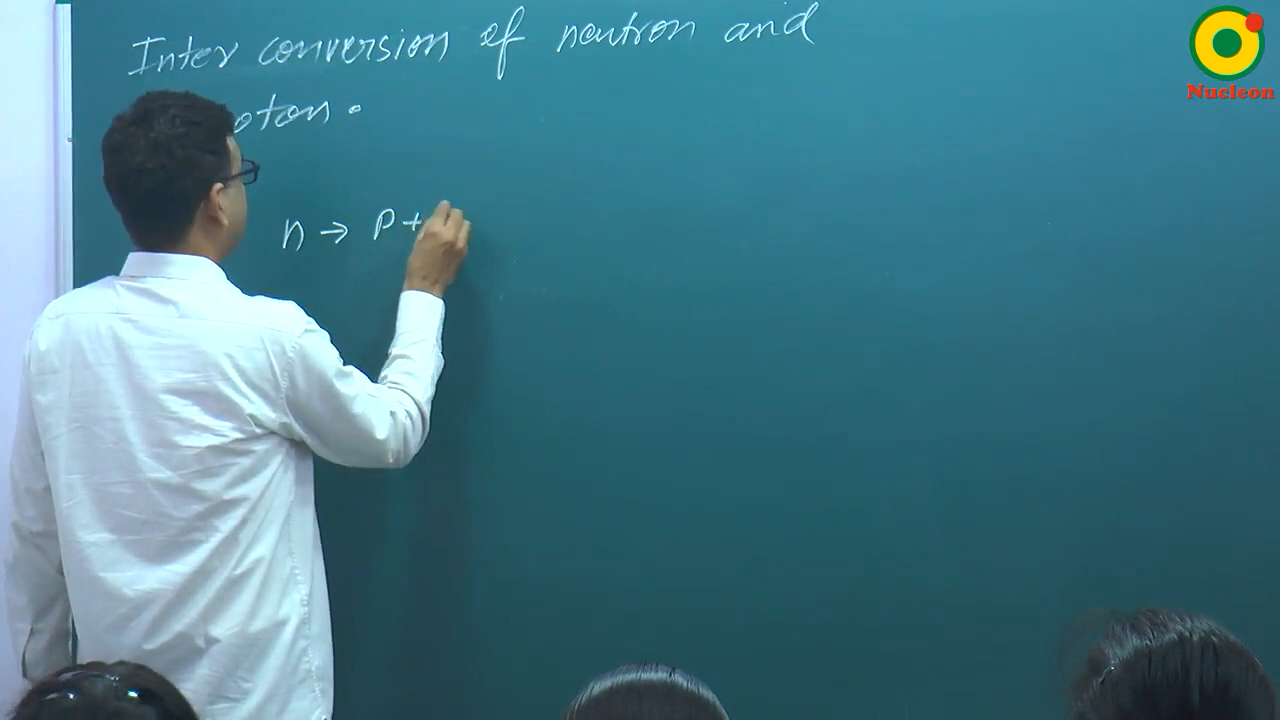 Inter conversion of neutron and
oton.
n → p +
Nucleon